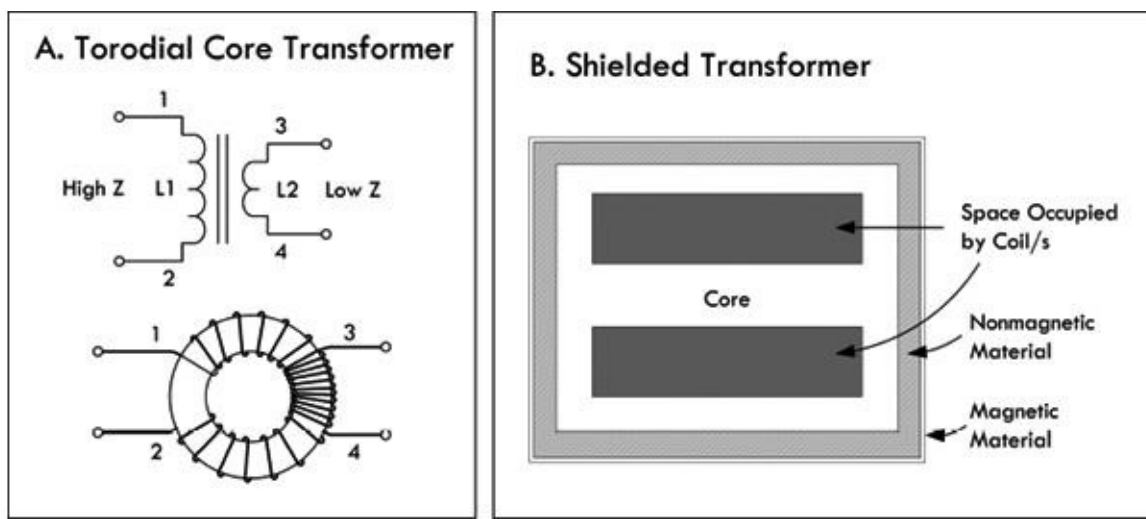 A. Torodial Core Transformer
1
3
High Z
L1
L2
Low Z
4
2
1
3
2
4
B. Shielded Transformer
Space Occupied
by Coil/s
Core
Nonmagnetic
Material
Magnetic
Material